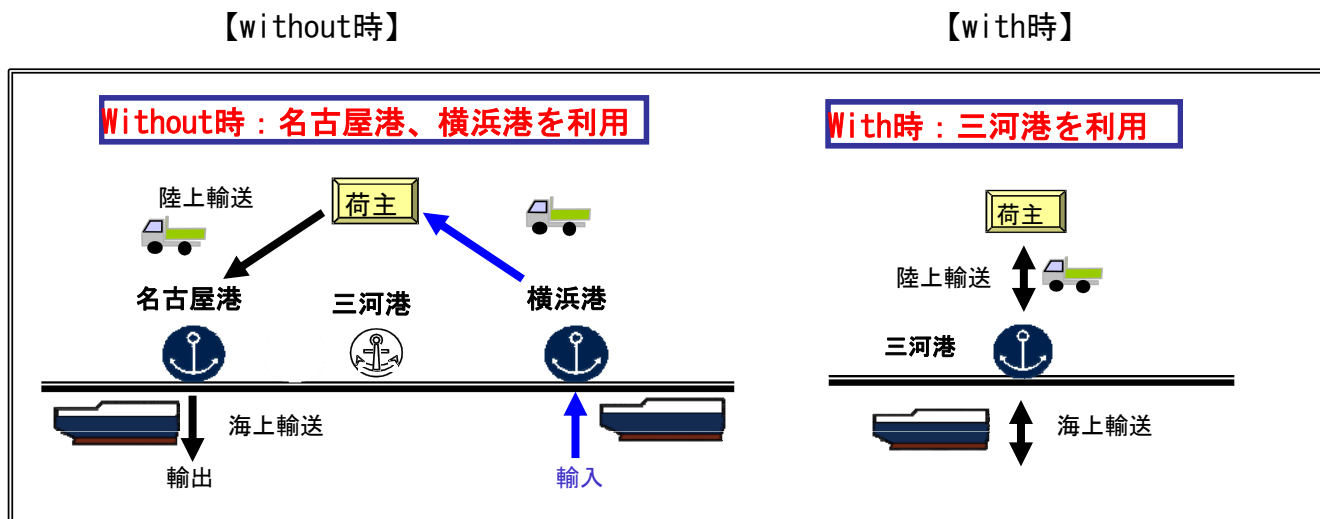 【without時】
【with時】
Without時：名古屋港、横浜港を利用
With時：三河港を利用
陸上輸送
荷主
名古屋港
三河港
横浜港
海上輸送
輸出
輸入
荷主
陸上輸送
三河港
海上輸送